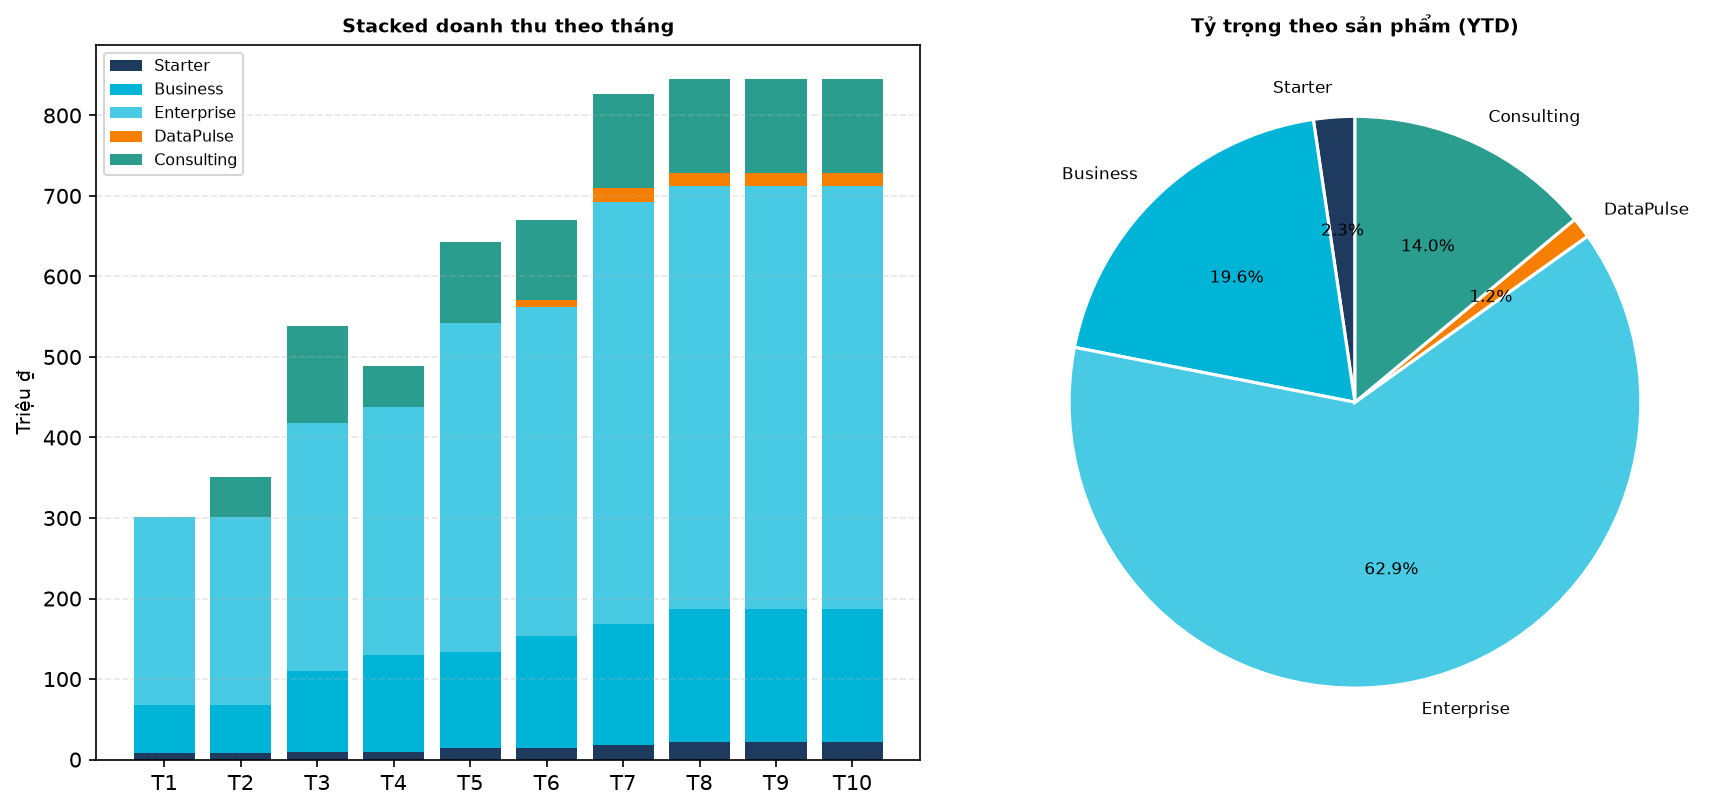 Stacked doanh thu theo tháng
Starter
Business
Enterprise
DataPulse
Consulting
Triệu ₫
800
700
600
500
400
300
200
100
0
T1 T2 T3 T4 T5 T6 T7 T8 T9 T10
Tỷ trọng theo sản phẩm (YTD)
Starter
Consulting
Business
DataPulse
2.3%
14.0%
19.6%
1.2%
62.9%
Enterprise